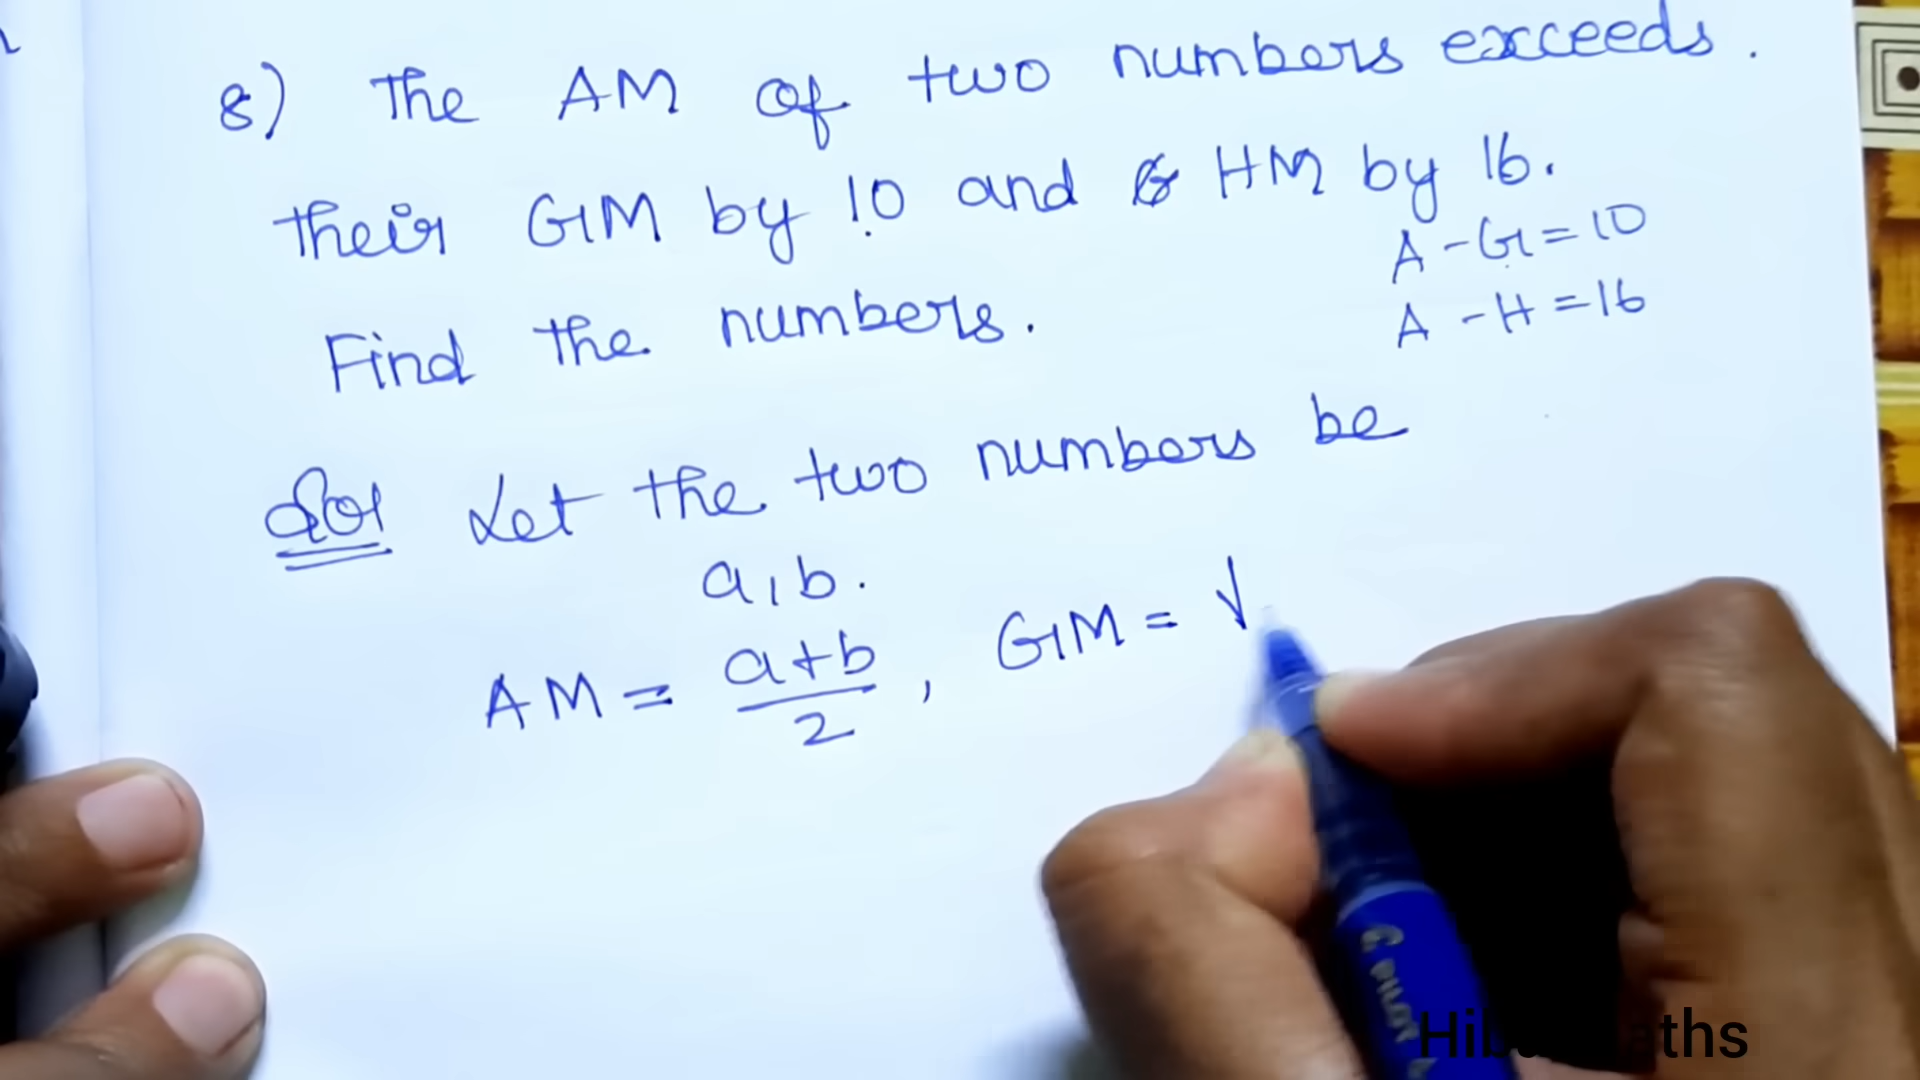 8) The AM of two numbers exceeds.
their GM by 10 and HM by 16.
A - G = 10
A - H = 16
Find the numbers.
Sol Let the two numbers be
a, b.
AM = a+b/2, GM = √
PILOT